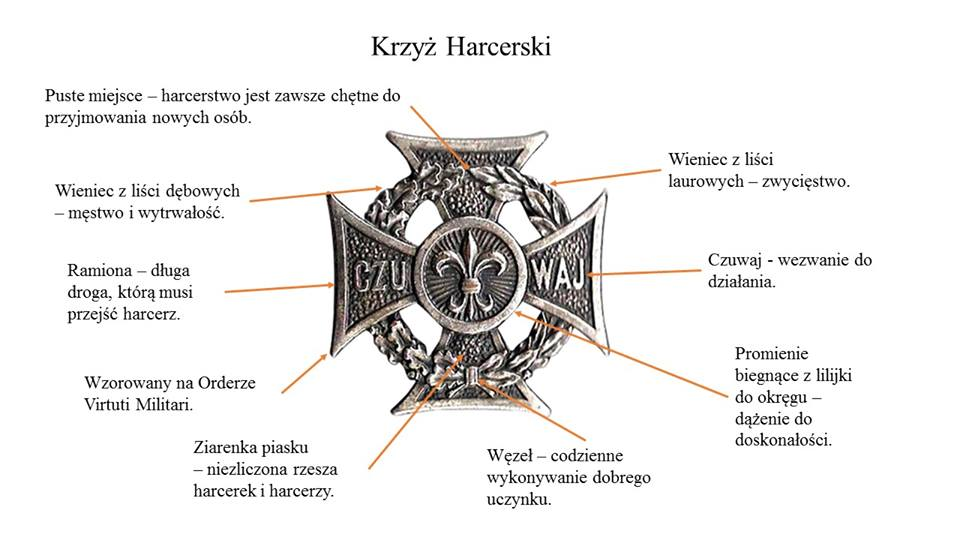 Krzyż Harcerski
Puste miejsce – harcerstwo jest zawsze chętne do
przyjmowania nowych osób.
Wieniec z liści
laurowych – zwycięstwo.
Wieniec z liści dębowych
– męstwo i wytrwałość.
Ramiona – długa
droga, którą musi
przejść harcerz.
CZU WAJ
Czuwaj - wezwanie do
działania.
Wzorowany na Orderze
Virtuti Militari.
Promienie
biegnące z lilijki
do okręgu –
dążenie do
doskonałości.
Ziarenka piasku
– niezliczona rzesza
harcerek i harcerzy.
Węzeł – codzienne
wykonywanie dobrego
uczynku.